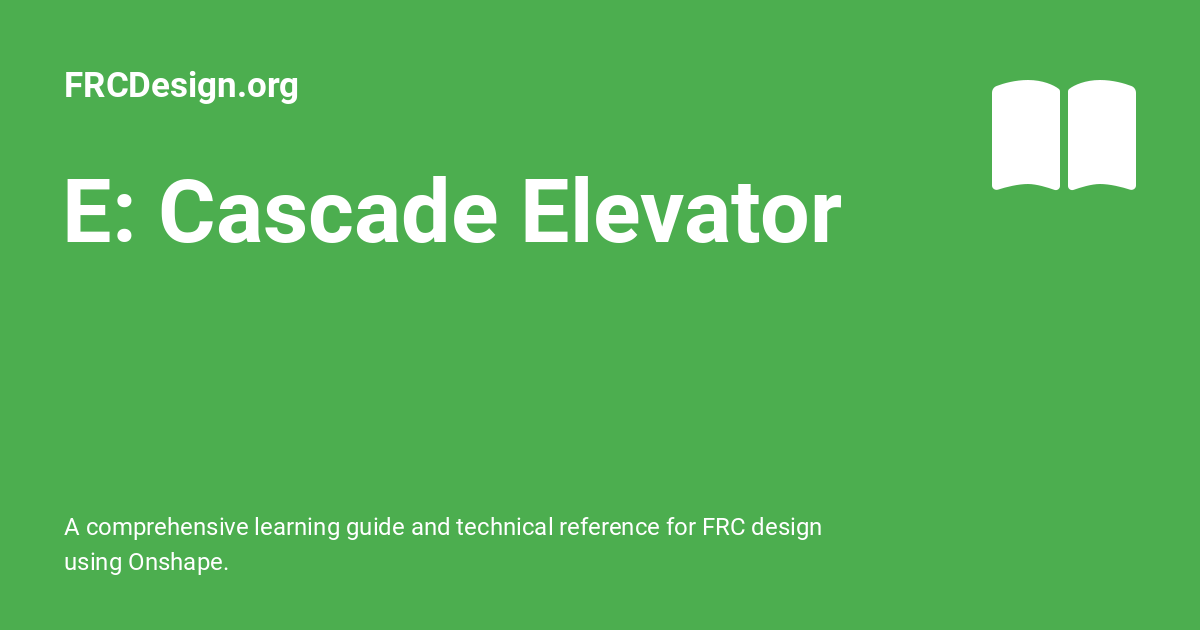 FRCDesign.org
E: Cascade Elevator
A comprehensive learning guide and technical reference for FRC design
using Onshape.